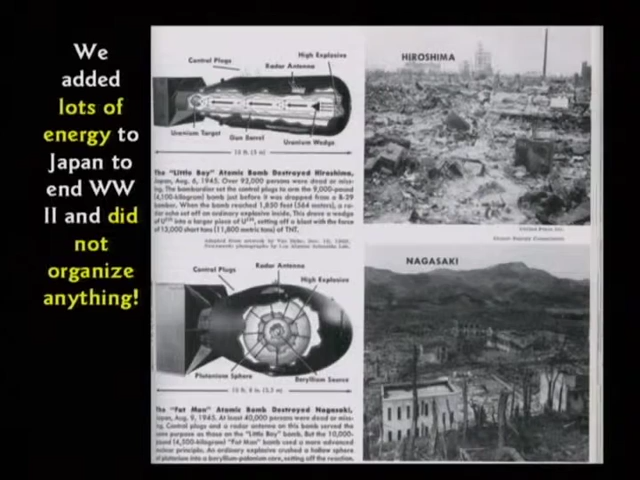 We
added
lots of
energy to
Japan to
end WW
II and did
not
organize
anything!
Control Plugs
Radar Antenna
High Explosive
Uranium Target
Gun Barrel
Uranium Wedge
10 ft. (3 m)
The "Little Boy" Atomic Bomb Destroyed Hiroshima,
Japan, Aug. 6, 1945. Over 92,000 persons were dead or miss-
ing. The bombardier set the control plugs to arm the 9,000-pound
(4,100-kilogram) bomb just before it was dropped from a B-29
bomber. When the bomb reached 1,850 feet (564 meters), a ra-
dar echo set off an ordinary explosive inside. This drove a wedge
of U235 into a larger piece of U235, setting off a blast with the force
of 13,000 short tons (11,800 metric tons) of TNT.
HIROSHIMA
Control Plugs
Radar Antenna
High Explosive
Plutonium Sphere
Beryllium Source
The "Fat Man" Atomic Bomb Destroyed Nagasaki,
Japan, Aug. 9, 1945. At least 40,000 persons were dead or miss-
ing. Control plugs and a radar antenna on this bomb served the
same purpose as those on the "Little Boy" bomb. But the 10,000-
pound (4,500-kilogram) "Fat Man" bomb used a more advanced
nuclear principle. An ordinary explosive crushed a hollow sphere
of plutonium into a beryllium-polonium core, setting off the reaction.
NAGASAKI